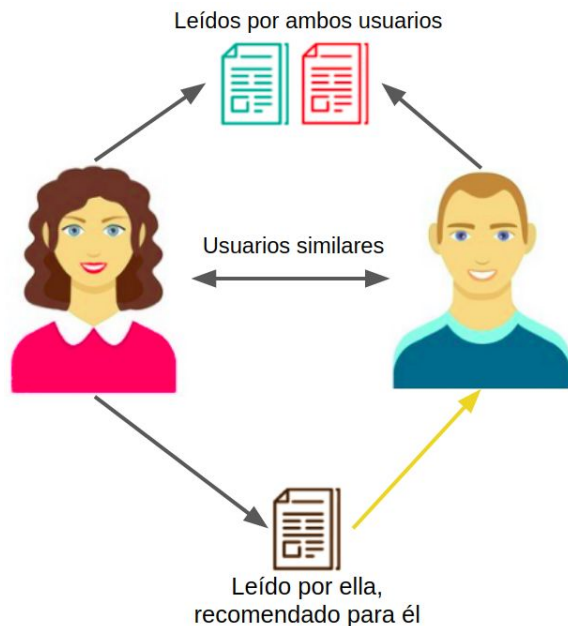 Leídos por ambos usuarios
Usuarios similares
Leído por ella,
recomendado para él